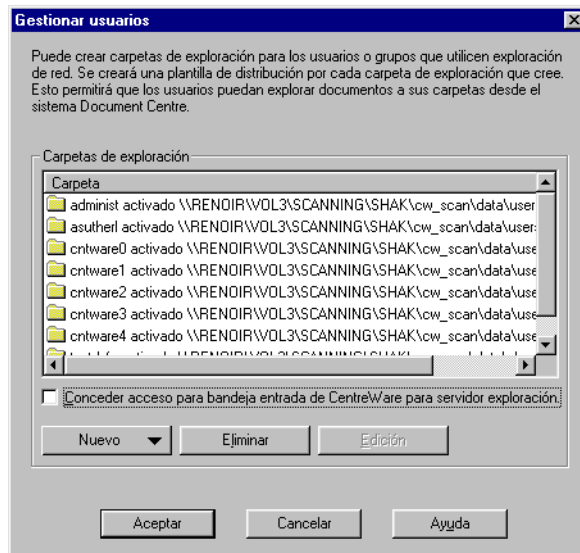 Gestionar usuarios
Puede crear carpetas de exploración para los usuarios o grupos que utilicen exploración
de red. Se creará una plantilla de distribución por cada carpeta de exploración que cree.
Esto permitirá que los usuarios puedan explorar documentos a sus carpetas desde el
sistema Document Centre.
Carpetas de exploración
Carpeta
administ activado \\RENOIR\VOL3\SCANNING\SHAK\cw_scan\data\user
asutherl activado \\RENOIR\VOL3\SCANNING\SHAK\cw_scan\data\user
cntware0 activado \\RENOIR\VOL3\SCANNING\SHAK\cw_scan\data\use
cntware1 activado \\RENOIR\VOL3\SCANNING\SHAK\cw_scan\data\use
cntware2 activado \\RENOIR\VOL3\SCANNING\SHAK\cw_scan\data\use
cntware3 activado \\RENOIR\VOL3\SCANNING\SHAK\cw_scan\data\use
cntware4 activado \\RENOIR\VOL3\SCANNING\SHAK\cw_scan\data\use
Conceder acceso para bandeja entrada de CentreWare para servidor exploración.
Nuevo
Eliminar
Edición
Aceptar
Cancelar
Ayuda